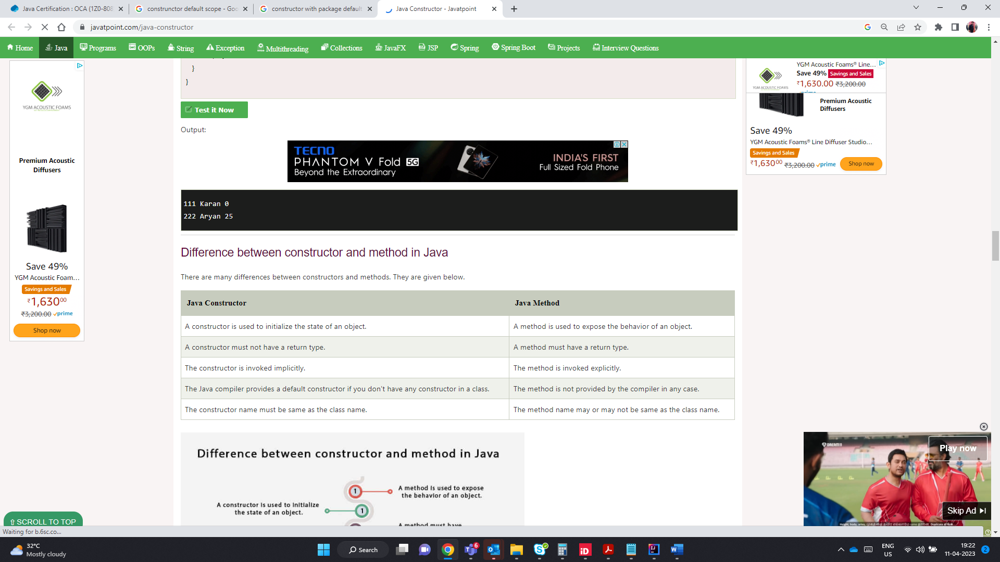 Java Certification : OCA (1Z0-808
construnctor default scope - Goo
constructor with package default
Java Constructor - Javatpoint
javatpoint.com/java-constructor
Home
Java
Programs
OOPs
String
Exception
Multithreading
Collections
JavaFX
JSP
Spring
Spring Boot
Projects
Interview Questions
}
}
Test it Now
Output:
TECNO
PHANTOM V Fold 5G
Beyond the Extraordinary
INDIA'S FIRST
Full Sized Fold Phone
111 Karan 0
222 Aryan 25
Difference between constructor and method in Java
There are many differences between constructors and methods. They are given below.
Java Constructor
Java Method
A constructor is used to initialize the state of an object.
A method is used to expose the behavior of an object.
A constructor must not have a return type.
A method must have a return type.
The constructor is invoked implicitly.
The method is invoked explicitly.
The Java compiler provides a default constructor if you don't have any constructor in a class.
The method is not provided by the compiler in any case.
The constructor name must be same as the class name.
The method name may or may not be same as the class name.
Difference between constructor and method in Java
1
A method is used to expose
the behavior of an object.
A constructor is used to initialize
the state of an object.
1
A method must have
YGM ACOUSTIC FOAMS
Premium Acoustic
Diffusers
Save 49%
YGM Acoustic Foam...
Savings and Sales
₹1,63000
₹3,200.00 prime
Shop now
YGM ACOUSTIC FOAMS
YGM Acoustic Foams® Line...
Save 49% Savings and Sales
₹1,630.00 ₹3,200.00
prime
Premium Acoustic
Diffusers
Save 49%
YGM Acoustic Foams® Line Diffuser Studio...
Savings and Sales
₹1,63000 ₹3,200.00 prime
Shop now
DREAM11
Play now
Skip Ad
⇧ SCROLL TO TOP
Waiting for b.6sc.co...
32°C
Mostly cloudy
Search
6
iD
IJ
W
ENG
US
19:22
11-04-2023
2